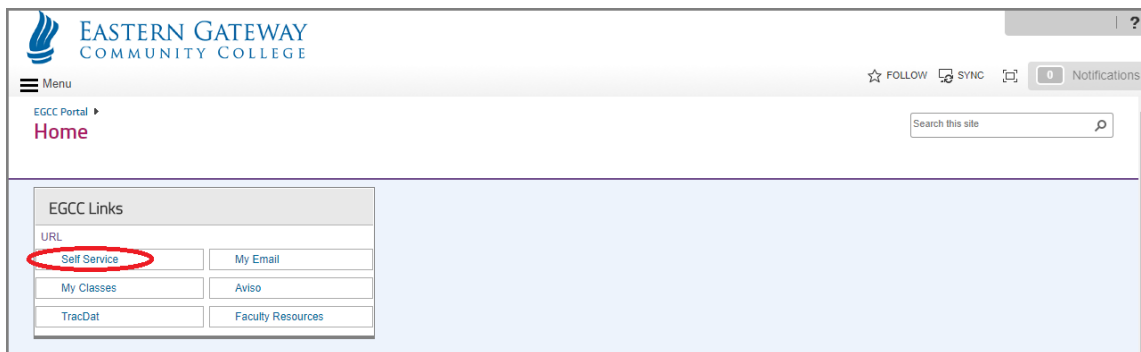 EASTERN GATEWAY
COMMUNITY COLLEGE
?
Menu
FOLLOW SYNC 0 Notifications
EGCC Portal
Home
Search this site
EGCC Links
URL
Self Service My Email
My Classes Aviso
TracDat Faculty Resources